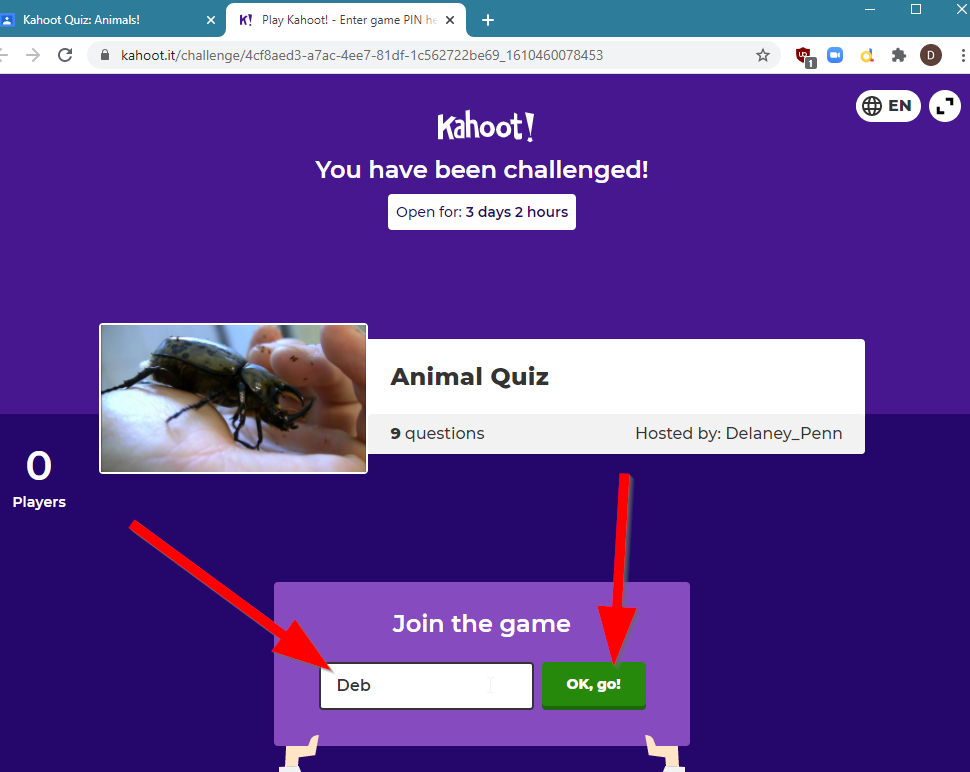 Kahoot Quiz: Animals!
Play Kahoot! - Enter game PIN he
kahoot.it/challenge/4cf8aed3-a7ac-4ee7-81df-1c562722be69_1610460078453
1
D
EN
Kahoot!
You have been challenged!
Open for: 3 days 2 hours
Animal Quiz
9 questions
Hosted by: Delaney_Penn
0
Players
Join the game
Deb
OK, go!